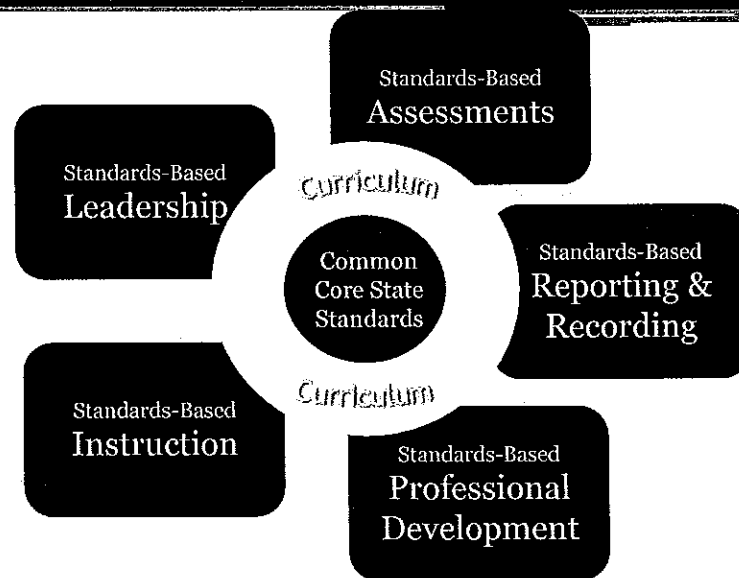 Standards-Based
Assessments
Standards-Based
Leadership
Curriculum
Common
Core State
Standards
Standards-Based
Reporting &
Recording
Curriculum
Standards-Based
Instruction
Standards-Based
Professional
Development